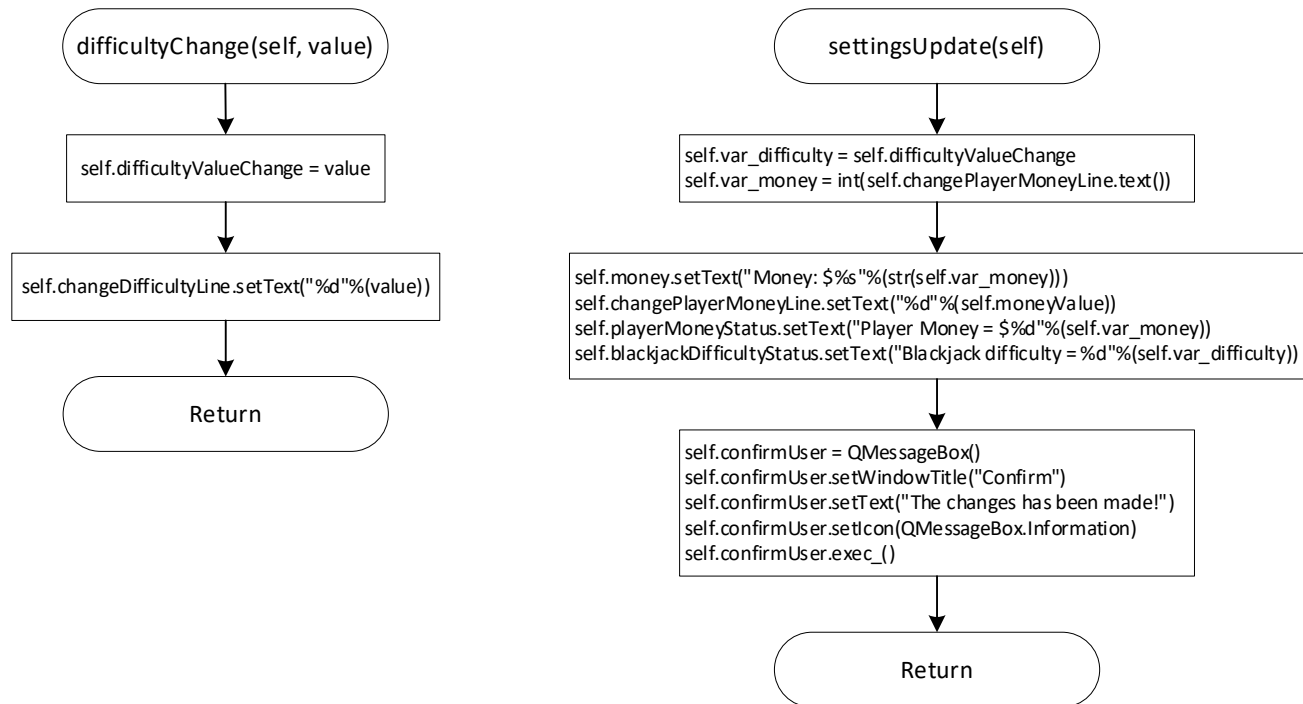 difficultyChange(self, value)
self.difficultyValueChange = value
self.changeDifficultyLine.setText("%d"%(value))
Return
settingsUpdate(self)
self.var_difficulty = self.difficultyValueChange
self.var_money = int(self.changePlayerMoneyLine.text())
self.money.setText("Money: $%s"%(str(self.var_money)))
self.changePlayerMoneyLine.setText("%d"%(self.moneyValue))
self.playerMoneyStatus.setText("Player Money = $%d"%(self.var_money))
self.blackjackDifficultyStatus.setText("Blackjack difficulty = %d"%(self.var_difficulty))
self.confirmUser = QMessageBox()
self.confirmUser.setWindowTitle("Confirm")
self.confirmUser.setText("The changes has been made!")
self.confirmUser.setIcon(QMessageBox.Information)
self.confirmUser.exec_()
Return